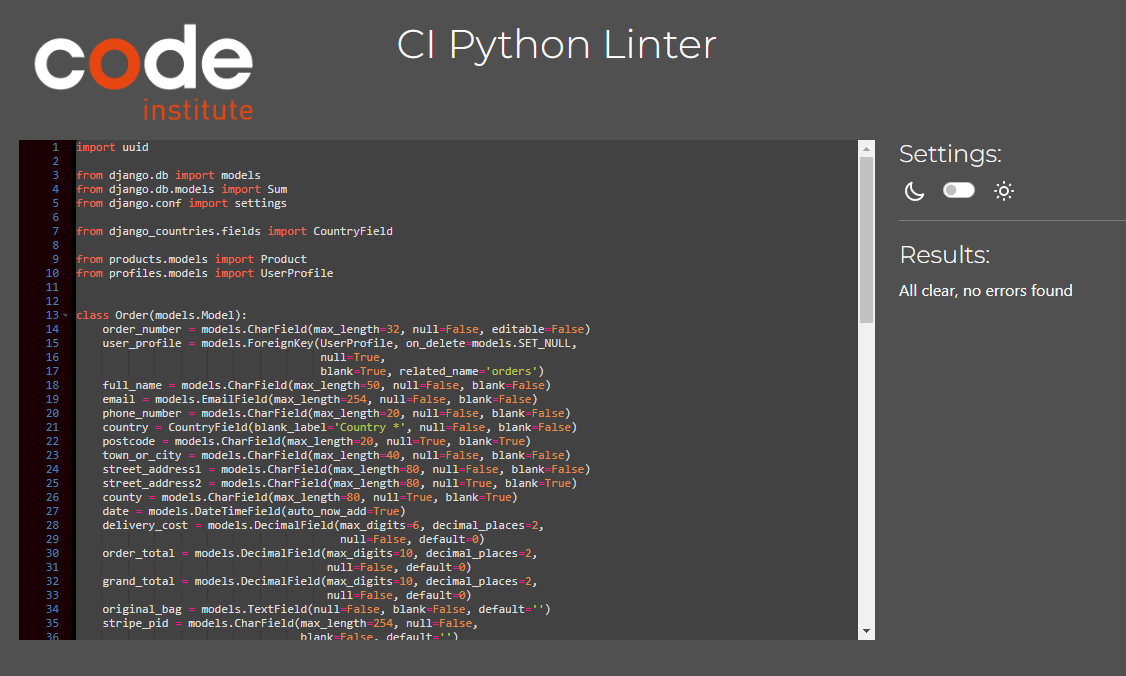 code
institute
CI Python Linter
1 import uuid
2
3 from django.db import models
4 from django.db.models import Sum
5 from django.conf import settings
6
7 from django_countries.fields import CountryField
8
9 from products.models import Product
10 from profiles.models import UserProfile
11
12
13 class Order(models.Model):
14 order_number = models.CharField(max_length=32, null=False, editable=False)
15 user_profile = models.ForeignKey(UserProfile, on_delete=models.SET_NULL,
16 null=True,
17 blank=True, related_name='orders')
18 full_name = models.CharField(max_length=50, null=False, blank=False)
19 email = models.EmailField(max_length=254, null=False, blank=False)
20 phone_number = models.CharField(max_length=20, null=False, blank=False)
21 country = CountryField(blank_label='Country *', null=False, blank=False)
22 postcode = models.CharField(max_length=20, null=True, blank=True)
23 town_or_city = models.CharField(max_length=40, null=False, blank=False)
24 street_address1 = models.CharField(max_length=80, null=False, blank=False)
25 street_address2 = models.CharField(max_length=80, null=True, blank=True)
26 county = models.CharField(max_length=80, null=True, blank=True)
27 date = models.DateTimeField(auto_now_add=True)
28 delivery_cost = models.DecimalField(max_digits=6, decimal_places=2,
29 null=False, default=0)
30 order_total = models.DecimalField(max_digits=10, decimal_places=2,
31 null=False, default=0)
32 grand_total = models.DecimalField(max_digits=10, decimal_places=2,
33 null=False, default=0)
34 original_bag = models.TextField(null=False, blank=False, default='')
35 stripe_pid = models.CharField(max_length=254, null=False,
36 blank=False, default='')
Settings:
Results:
All clear, no errors found